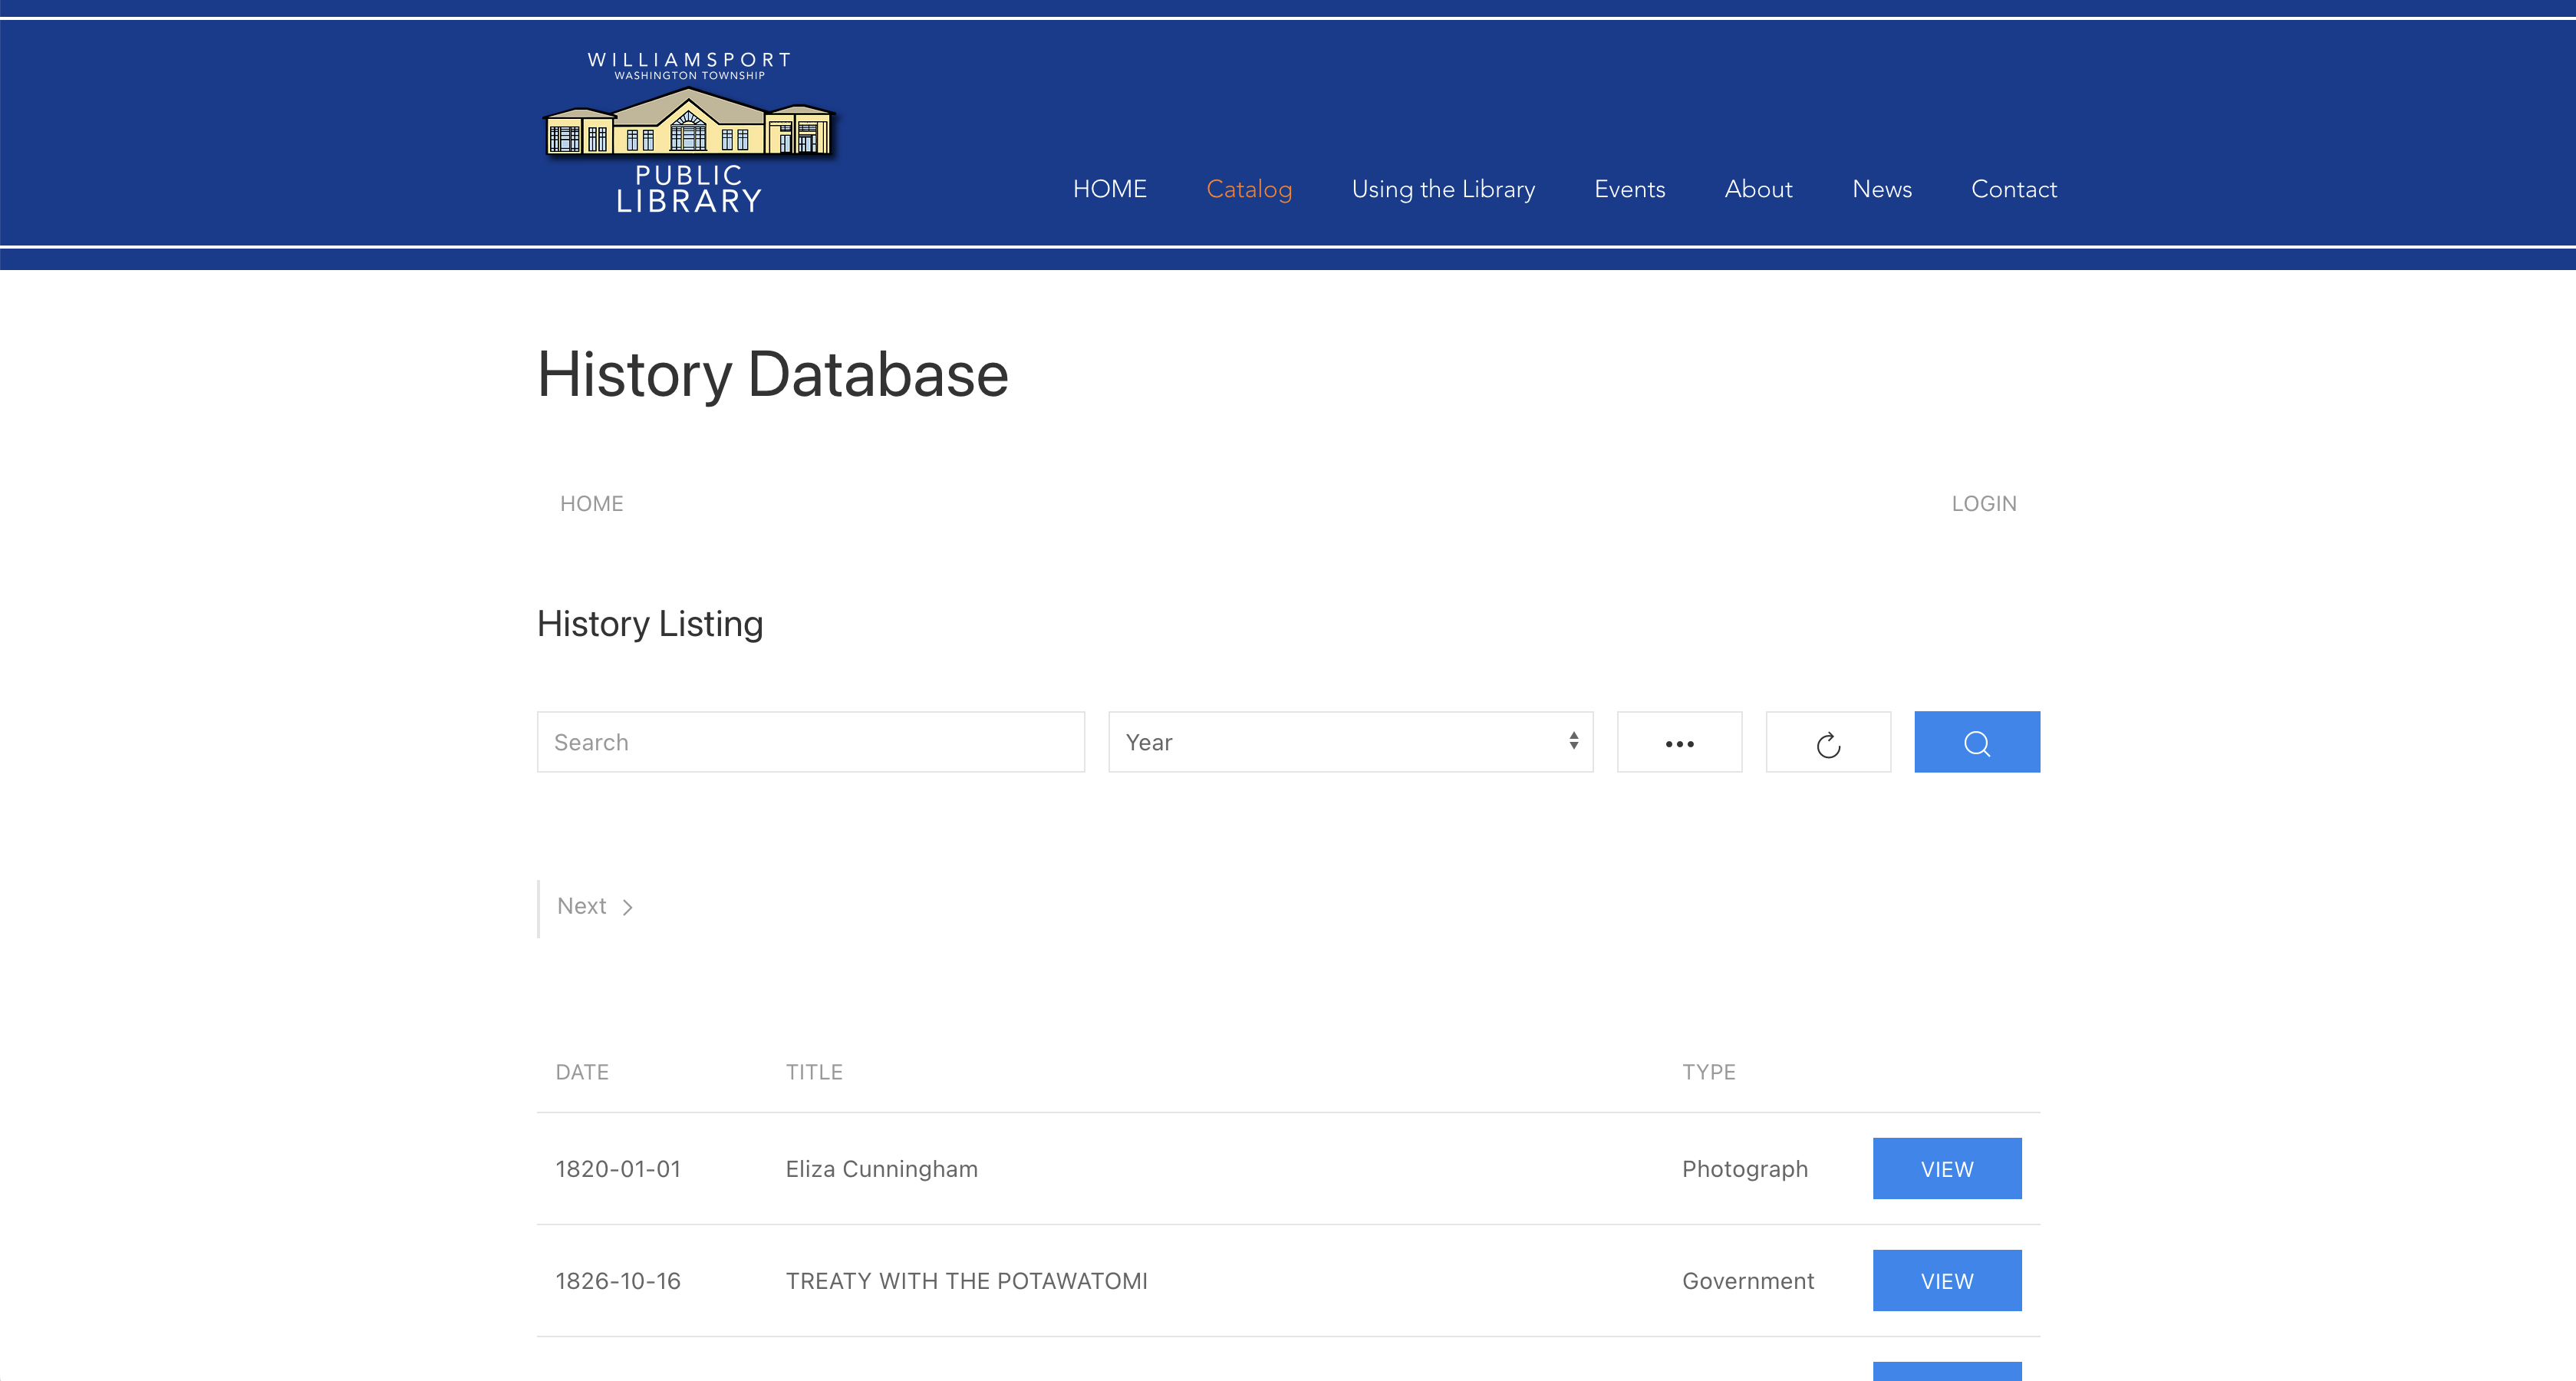 WILLIAMSPORT
WASHINGTON TOWNSHIP
PUBLIC
LIBRARY
HOME Catalog Using the Library Events About News Contact
History Database
HOME LOGIN
History Listing
Search Year
Next
DATE TITLE TYPE
1820-01-01 Eliza Cunningham Photograph VIEW
1826-10-16 TREATY WITH THE POTAWATOMI Government VIEW